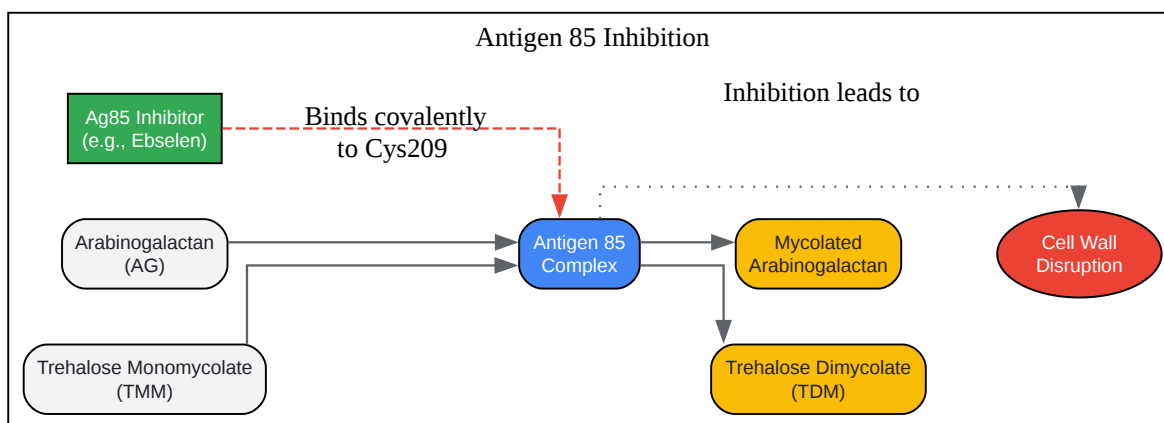 Antigen 85 Inhibition
Inhibition leads to
Ag85 Inhibitor
(e.g., Ebselen)
Binds covalently
to Cys209
Arabinogalactan
(AG)
Antigen 85
Complex
Mycolated
Arabinogalactan
Cell Wall
Disruption
Trehalose Monomycolate
(TMM)
Trehalose Dimycolate
(TDM)